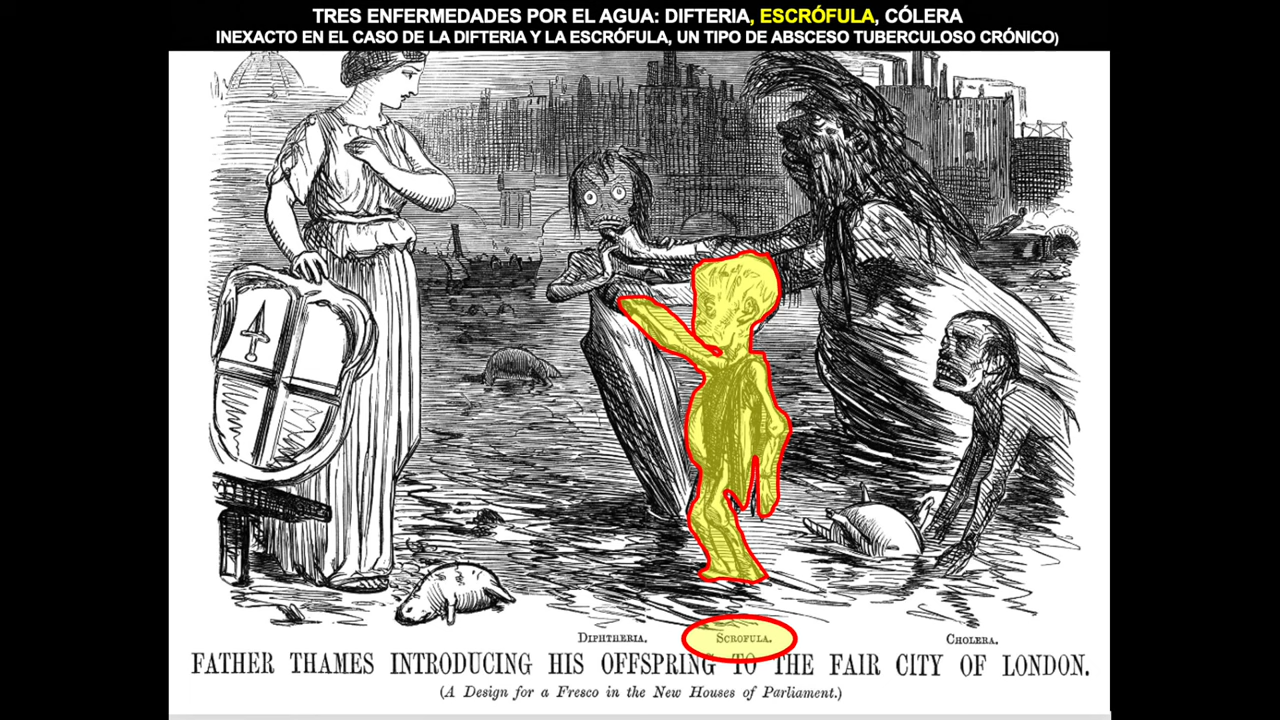 TRES ENFERMEDADES POR EL AGUA: DIFTERIA, ESCRÓFULA, CÓLERA
INEXACTO EN EL CASO DE LA DIFTERIA Y LA ESCRÓFULA, UN TIPO DE ABSCESO TUBERCULOSO CRÓNICO)
DIPHTHERIA. SCROFULA. CHOLERA.
FATHER THAMES INTRODUCING HIS OFFSPRING TO THE FAIR CITY OF LONDON.
(A Design for a Fresco in the New Houses of Parliament.)